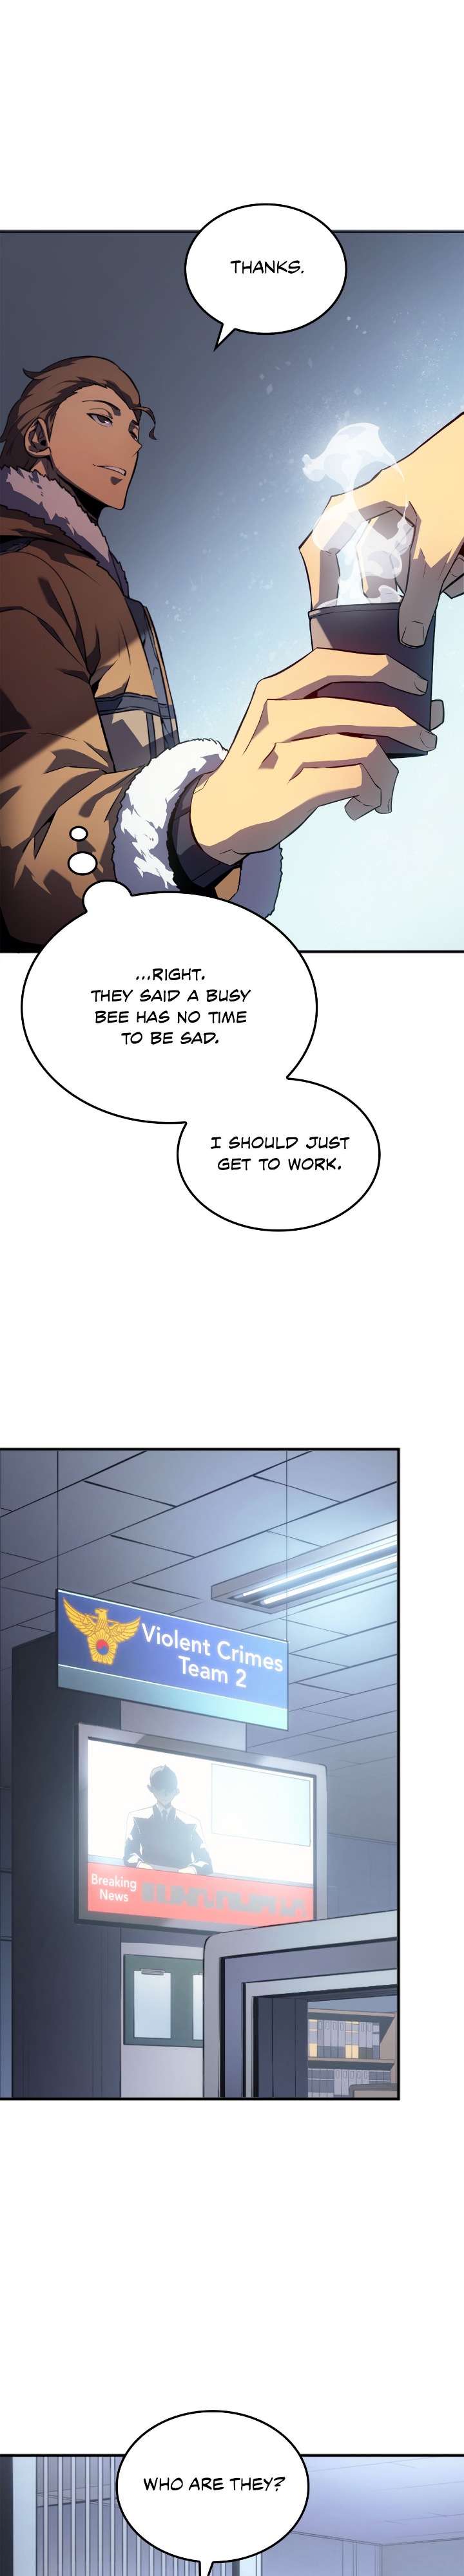 THANKS.
...RIGHT.
THEY SAID A BUSY
BEE HAS NO TIME
TO BE SAD.
I SHOULD JUST
GET TO WORK.
Violent Crimes
Team 2
Breaking
News
WHO ARE THEY?